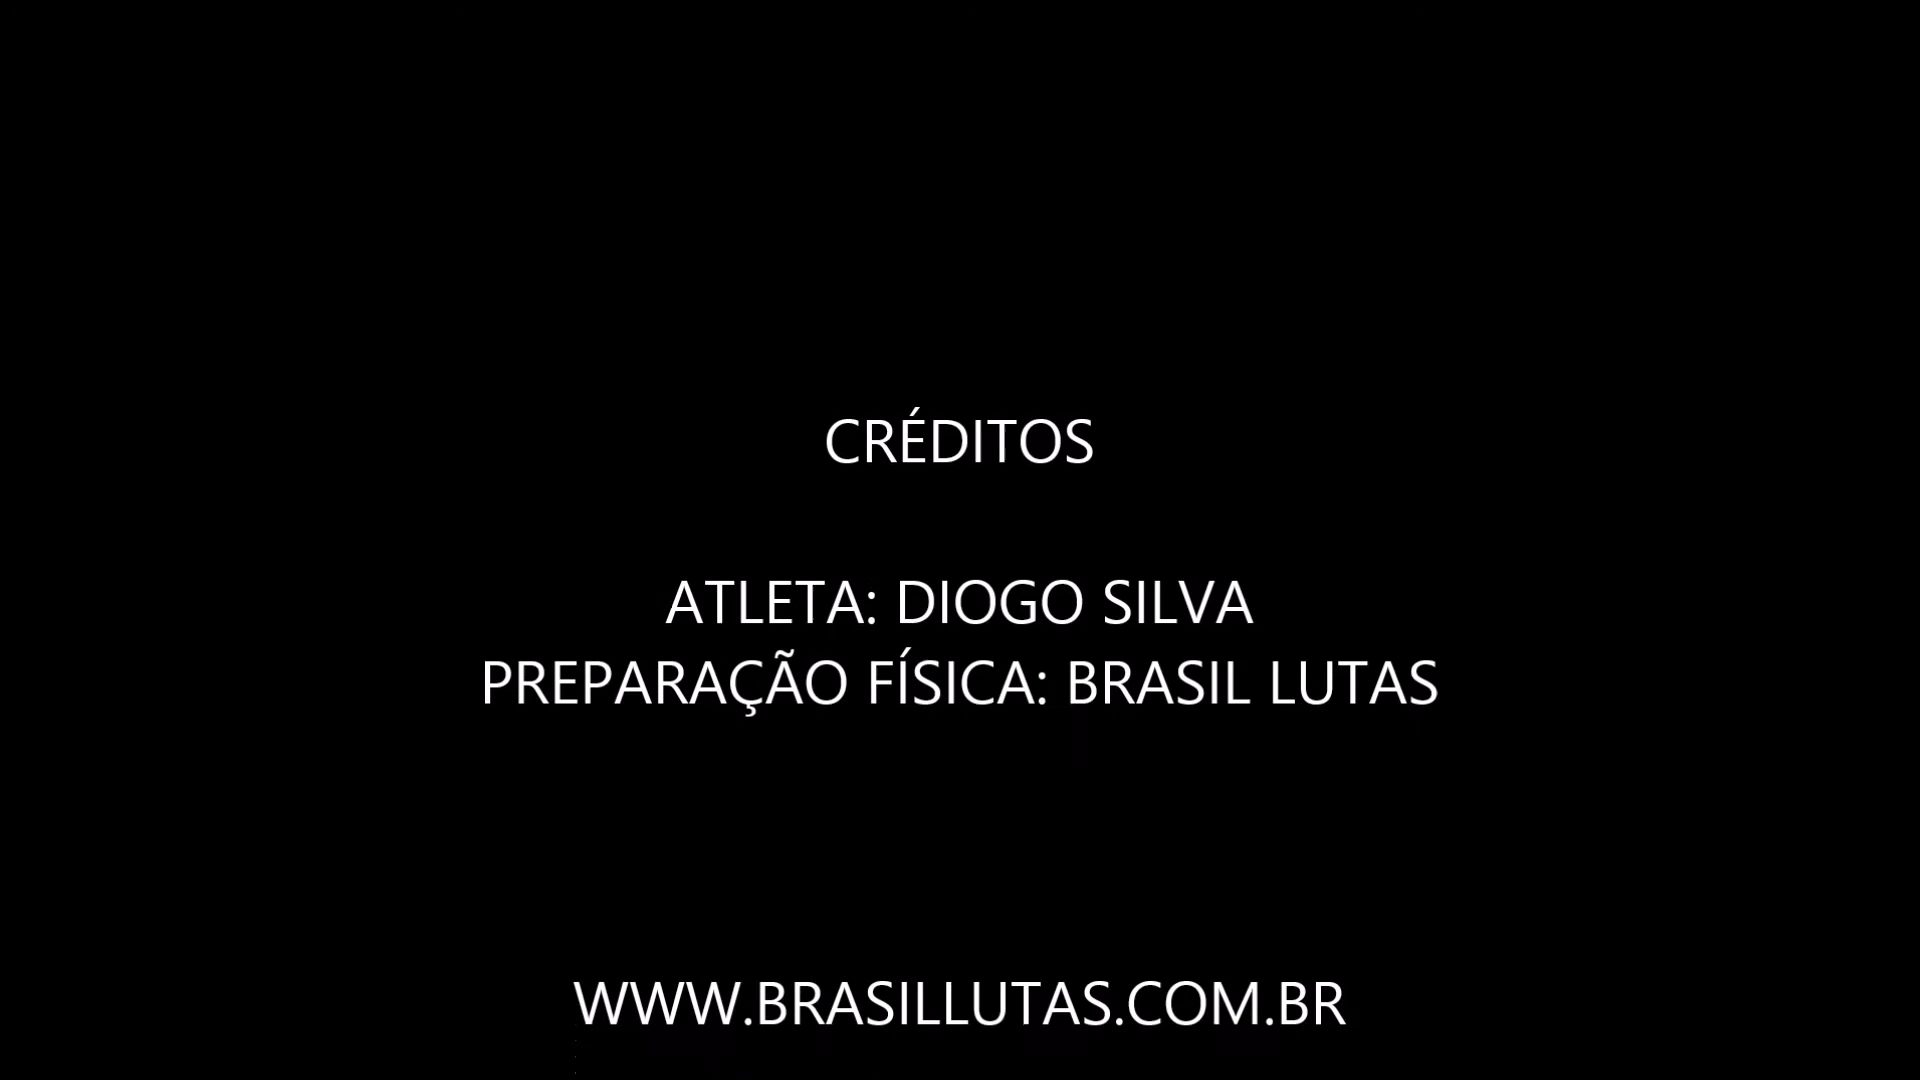 CRÉDITOS
ATLETA: DIOGO SILVA
PREPARAÇÃO FÍSICA: BRASIL LUTAS
WWW.BRASILLUTAS.COM.BR